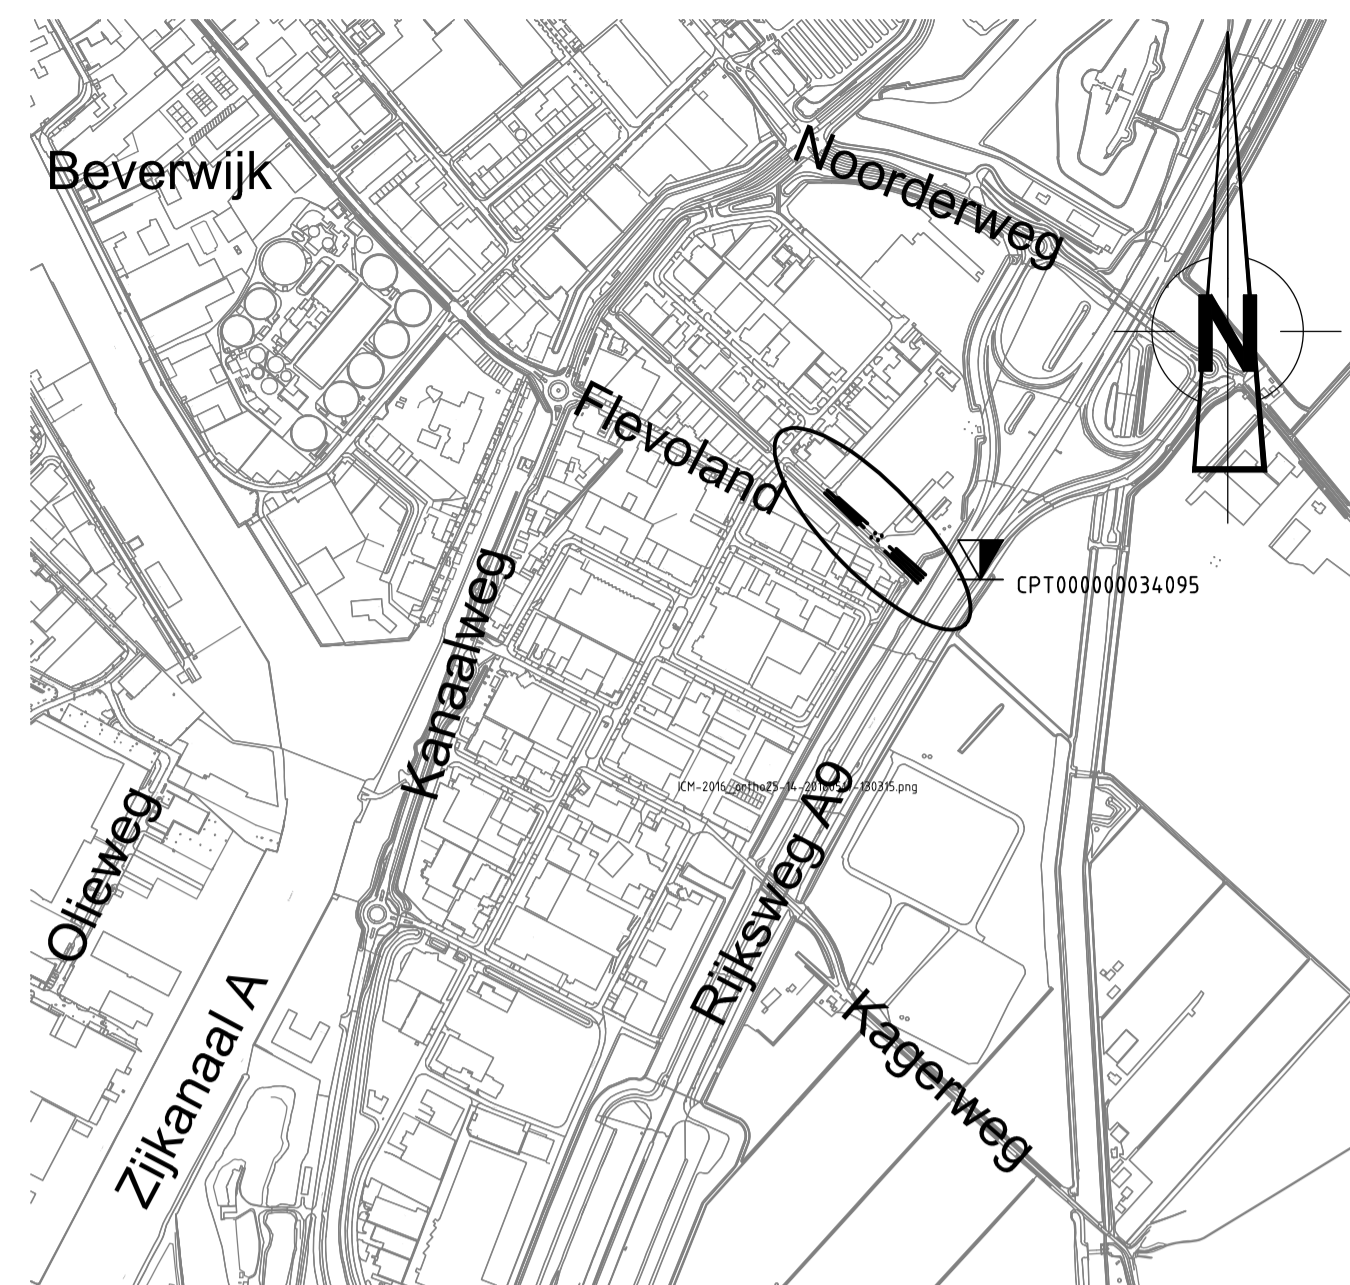 Beverwijk
Noorderweg
N
Flevoland
CPT000000034095
Kanaalweg
Rijksweg A9
Olieweg
Zijkanaal A
Kagerweg